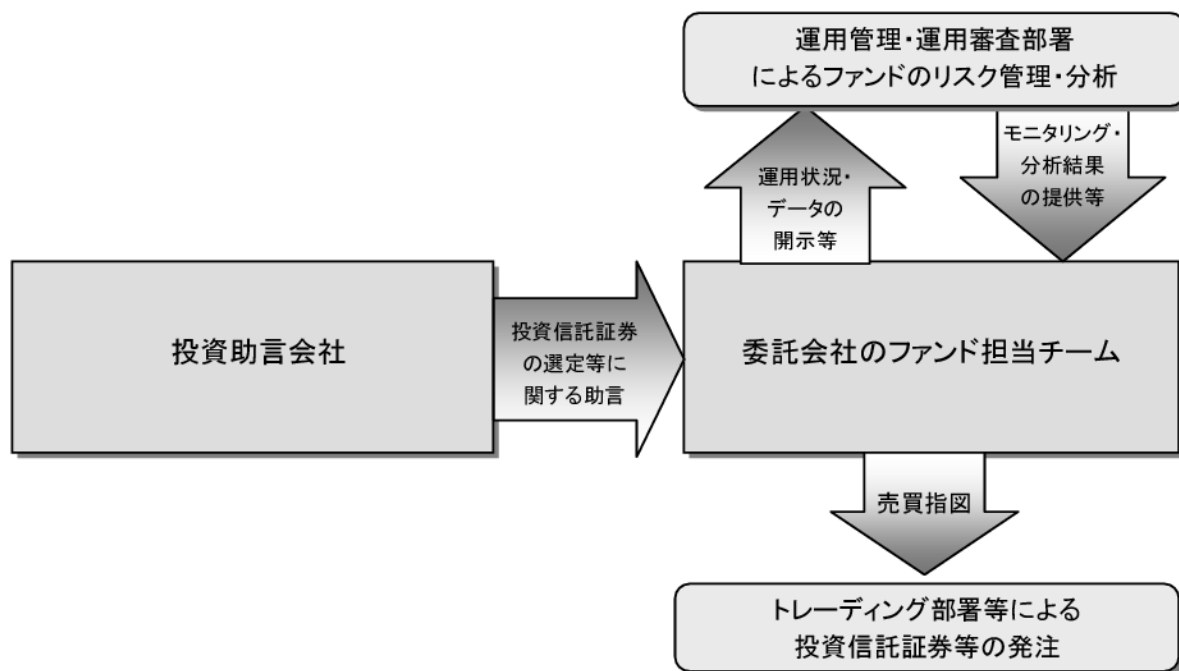 運用管理・運用審査部署
によるファンドのリスク管理・分析
運用状況・
データの
開示等
モニタリング・
分析結果
の提供等
投資助言会社
投資信託証券
の選定等に
関する助言
委託会社のファンド担当チーム
売買指図
トレーディング部署等による
投資信託証券等の発注